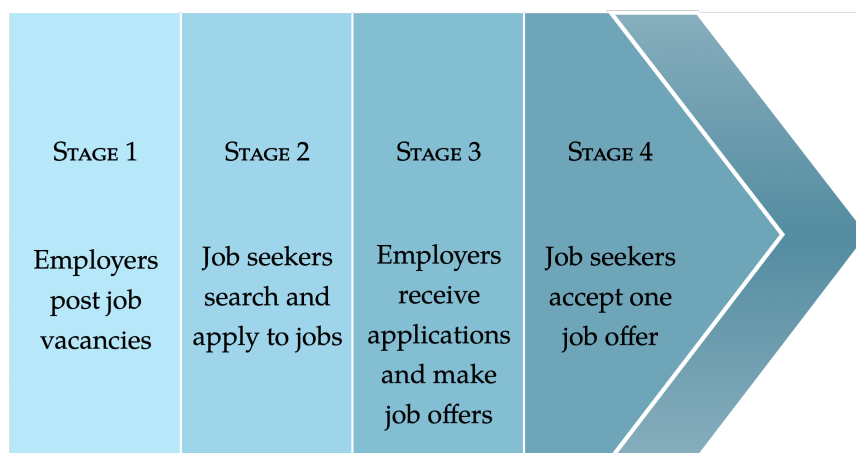 STAGE 1
Employers
post job
vacancies
STAGE 2
Job seekers
search and
apply to jobs
STAGE 3
Employers
receive
applications
and make
job offers
STAGE 4
Job seekers
accept one
job offer